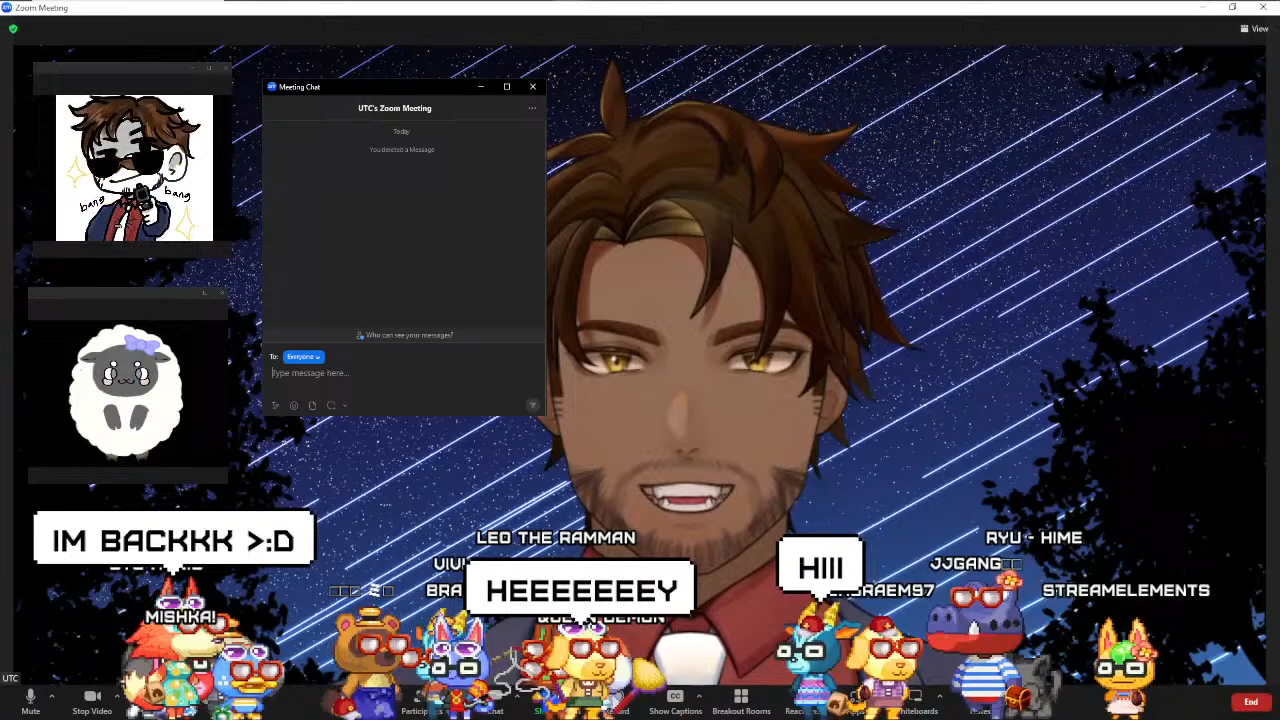 Zoom Meeting
View
Meeting Chat
UTC's Zoom Meeting
Today
You deleted a Message
bang
bang
Who can see your messages?
To: Everyone
Type message here...
IM BACKKK >:D
LEO THE RAMMAN
RYU - HIME
HEEEEEEEY
HIII
JJGANG
STREAMELEMENTS
MISHKA!
UTC
Mute
Stop Video
Show Captions
Breakout Rooms
End